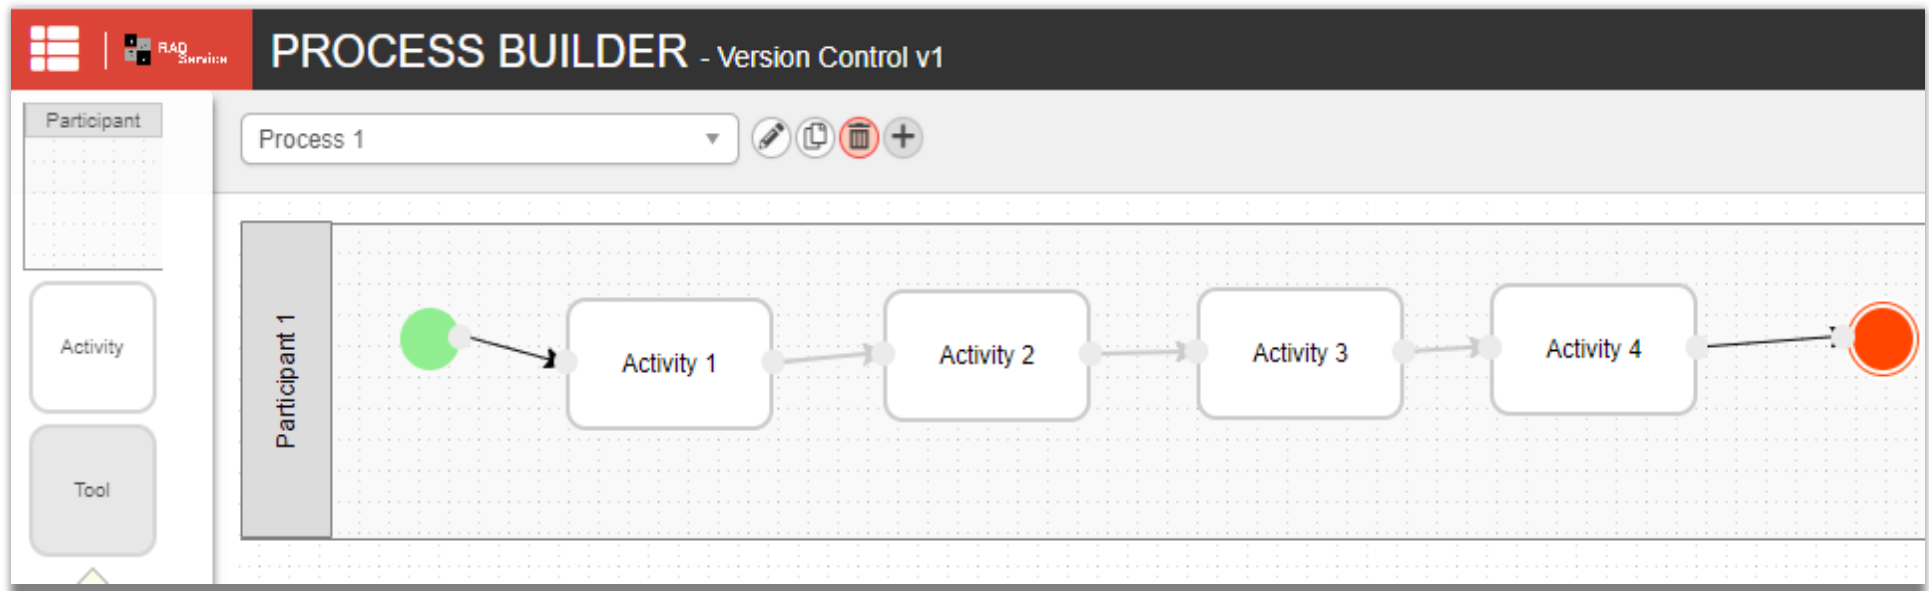 RAD
Service
PROCESS BUILDER - Version Control v1
Participant
Process 1
Activity
Tool
Participant 1
Activity 1
Activity 2
Activity 3
Activity 4